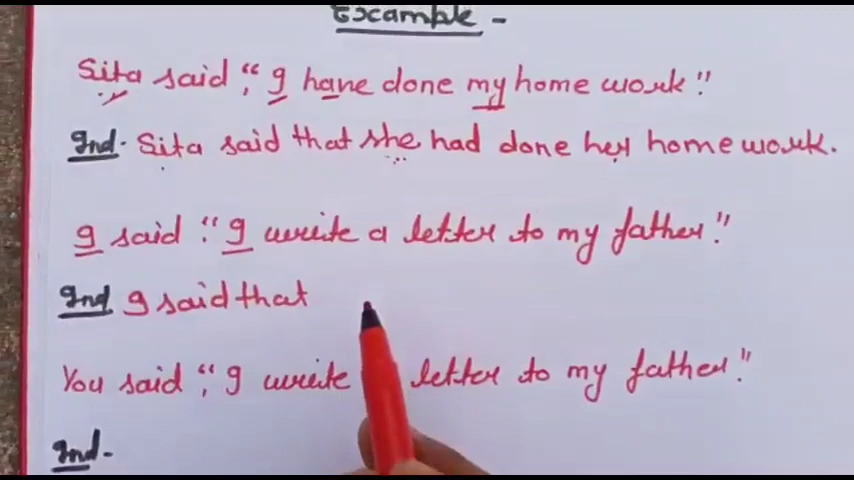 Example -
Sita said, "I have done my home work"
Ind. Sita said that she had done her home work.
I said "I write a letter to my father."
Ind I said that
You said, "I write letter to my father".
Ind.-